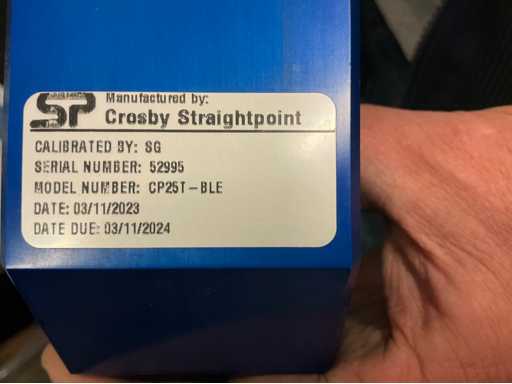 SP
Manufactured by:
Crosby Straightpoint
CALIBRATED BY: SG
SERIAL NUMBER: 52995
MODEL NUMBER: CP25T-BLE
DATE: 03/11/2023
DATE DUE: 03/11/2024